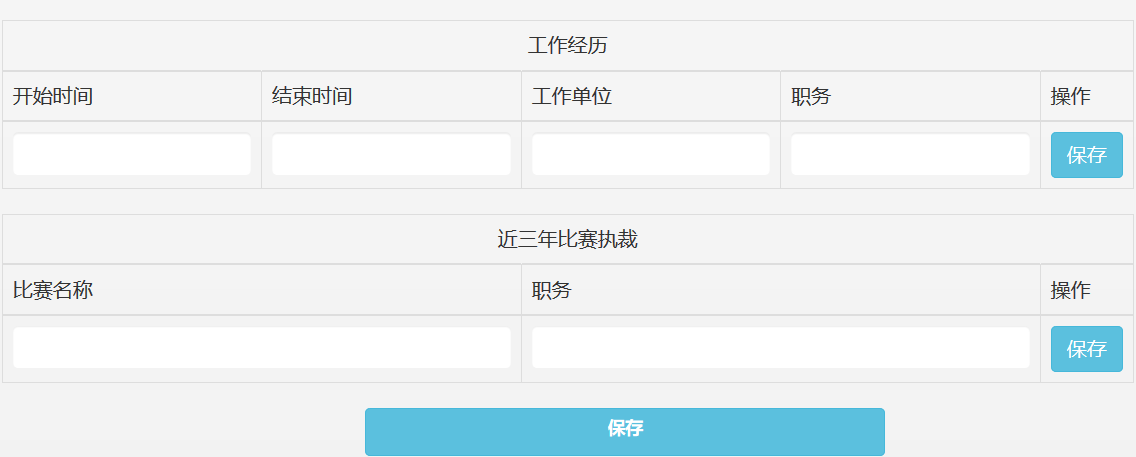 工作经历
开始时间 结束时间 工作单位 职务 操作
保存
近三年比赛执裁
比赛名称 职务 操作
保存
保存